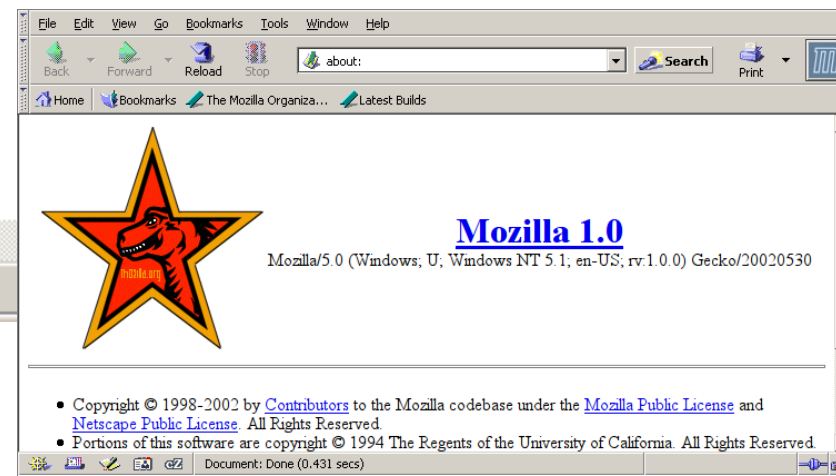 File Edit View Go Bookmarks Tools Window Help
Back Forward Reload Stop about: Search Print
Home Bookmarks The Mozilla Organiza... Latest Builds
mozilla.org
Mozilla 1.0
Mozilla/5.0 (Windows; U; Windows NT 5.1; en-US; rv:1.0.0) Gecko/20020530
Copyright © 1998-2002 by Contributors to the Mozilla codebase under the Mozilla Public License and
Netscape Public License. All Rights Reserved.
Portions of this software are copyright © 1994 The Regents of the University of California. All Rights Reserved.
Document: Done (0.431 secs)